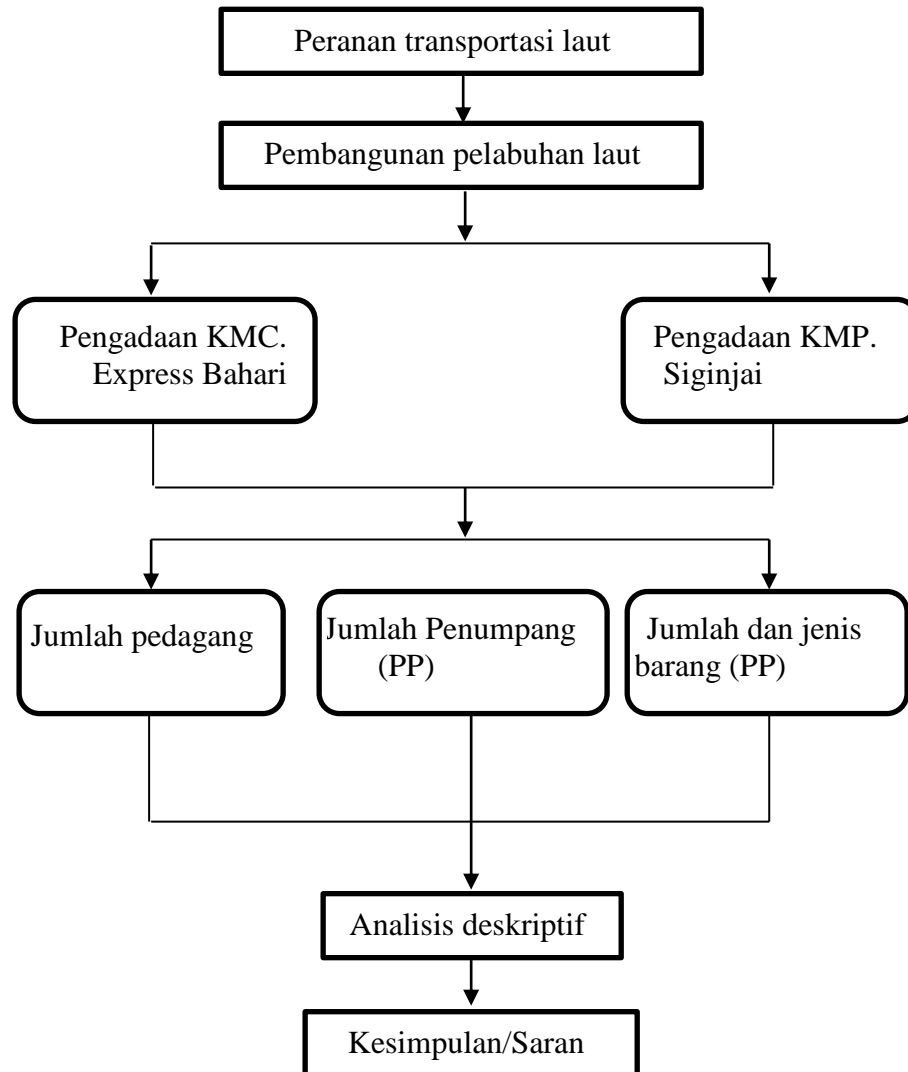 Peranan transportasi laut
Pembangunan pelabuhan laut
Pengadaan KMC.
Express Bahari
Pengadaan KMP.
Siginjai
Jumlah pedagang
Jumlah Penumpang
(PP)
Jumlah dan jenis
barang (PP)
Analisis deskriptif
Kesimpulan/Saran